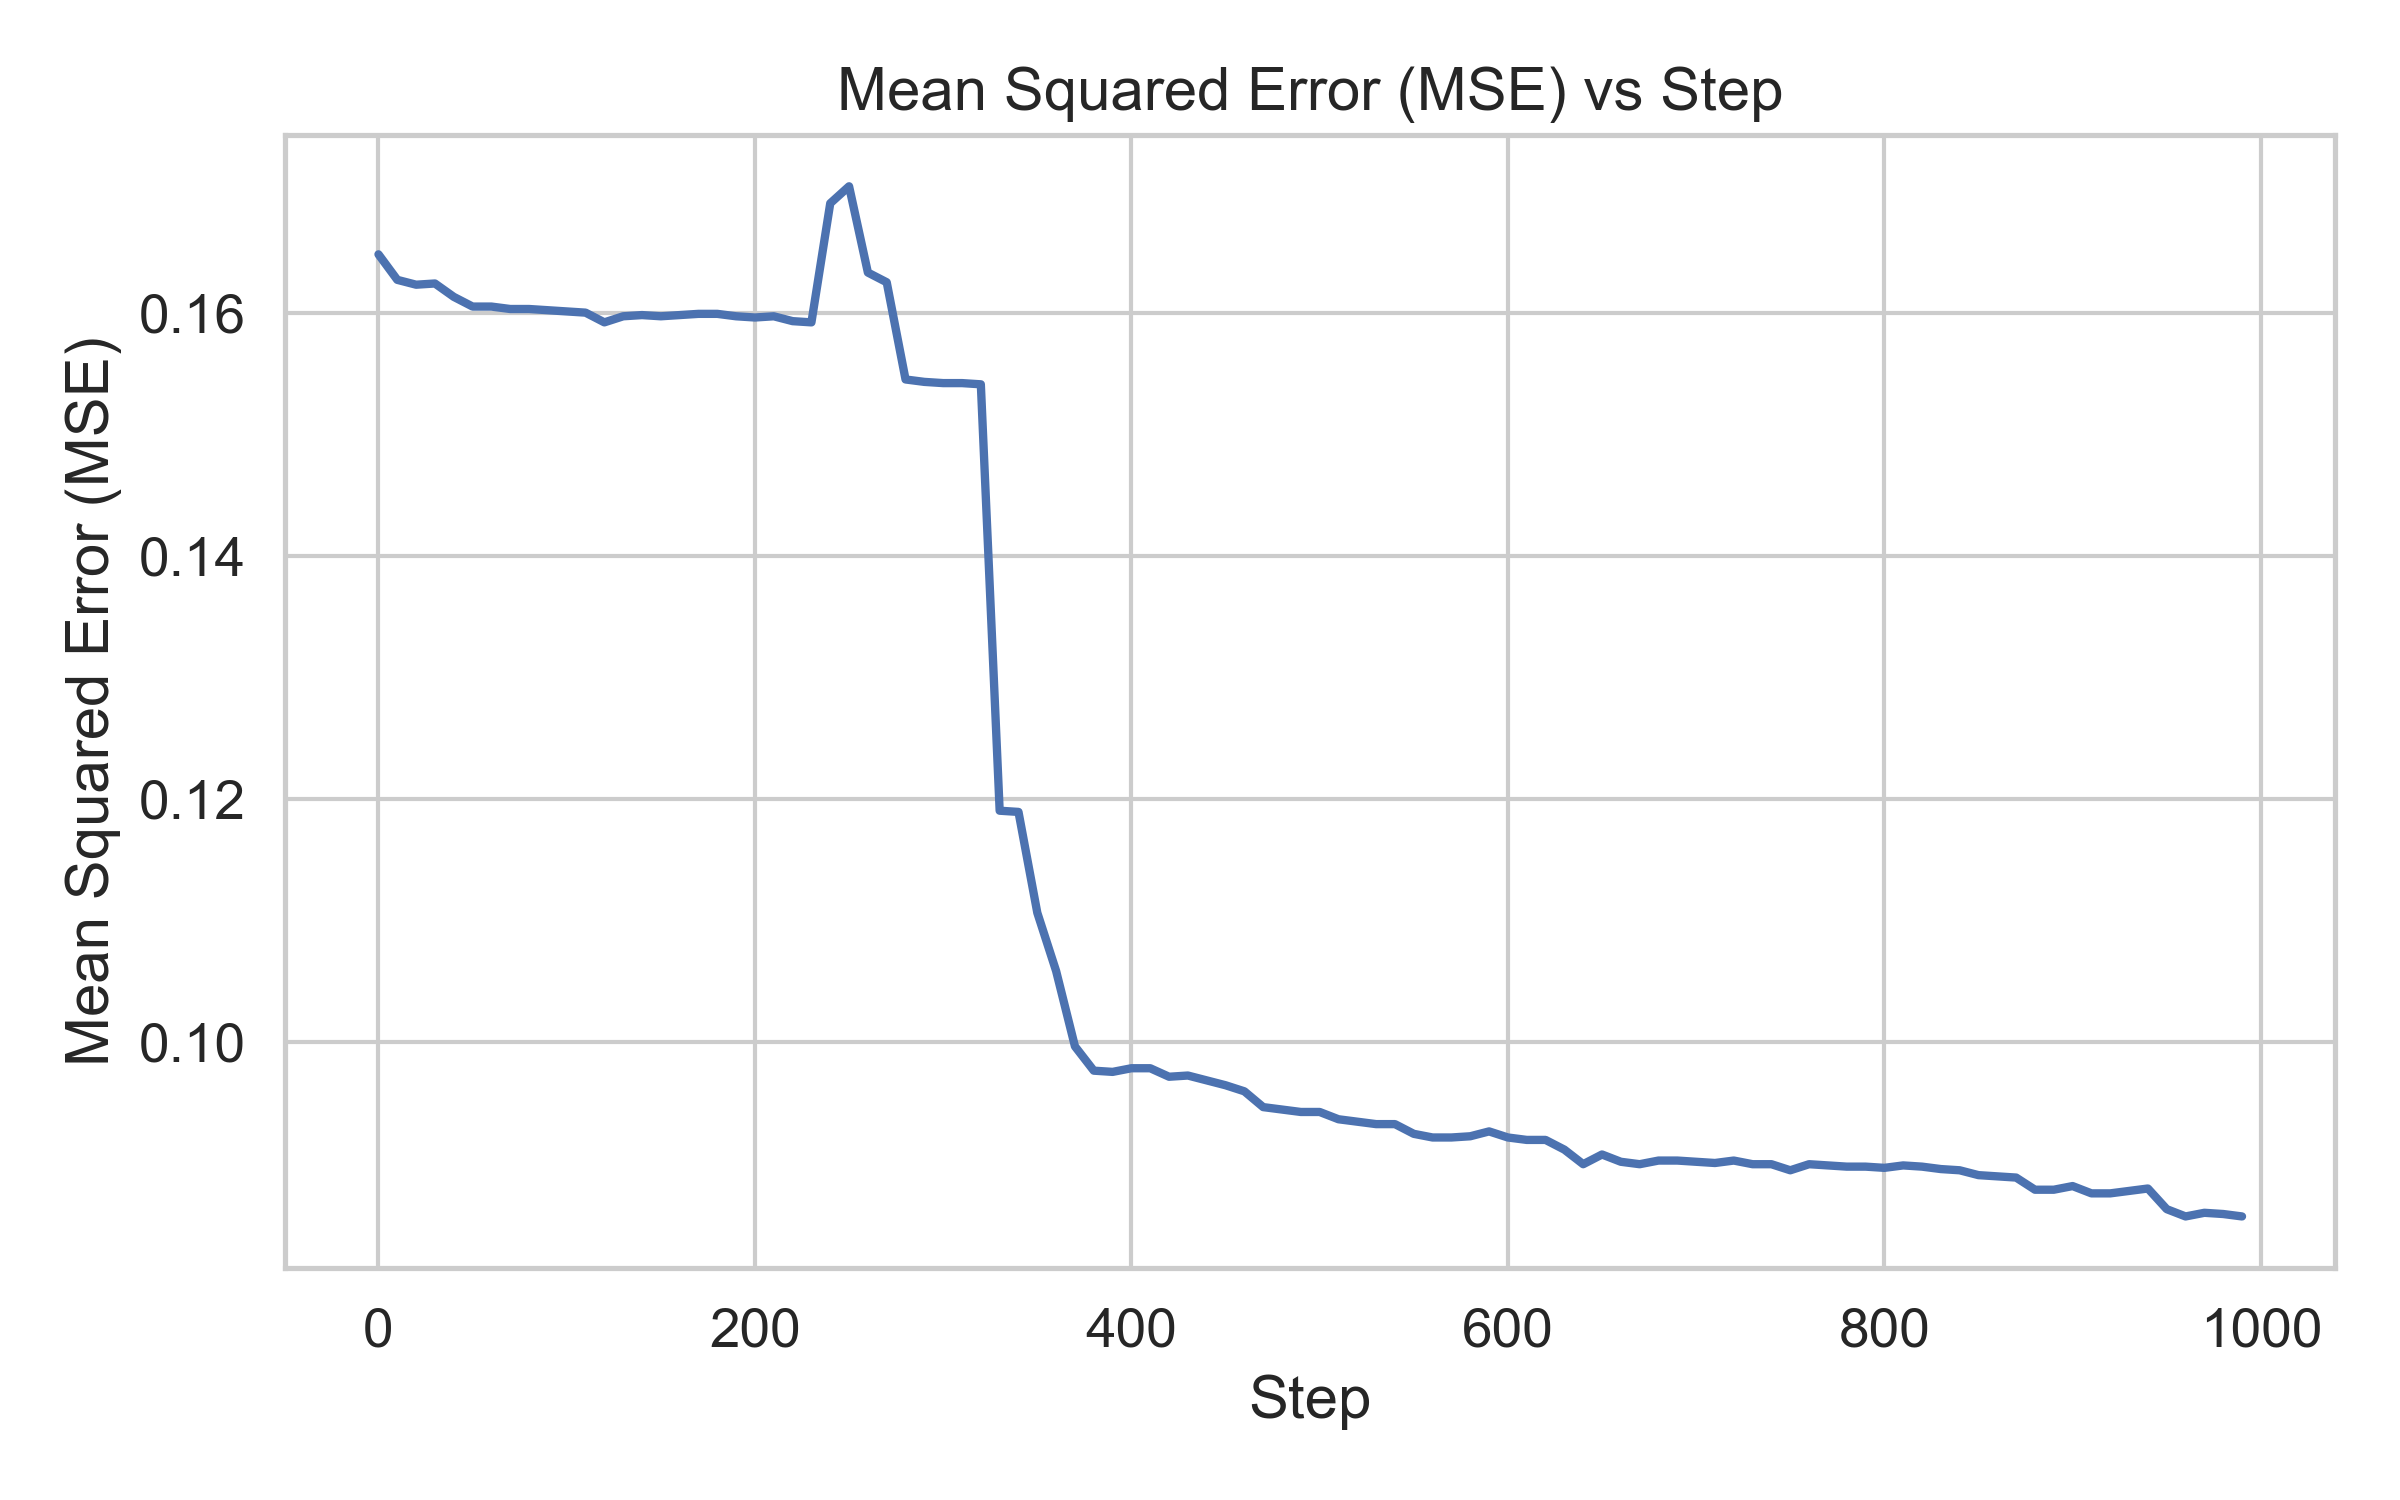 Mean Squared Error (MSE) vs Step
Mean Squared Error (MSE)
0.16
0.14
0.12
0.10
0 200 400 600 800 1000
Step